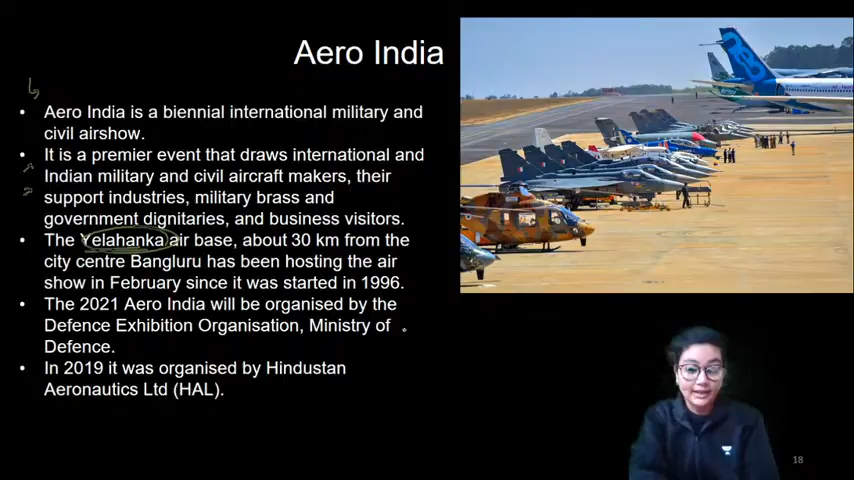 Aero India
• Aero India is a biennial international military and
civil airshow.
• It is a premier event that draws international and
Indian military and civil aircraft makers, their
support industries, military brass and
government dignitaries, and business visitors.
• The Yelahanka air base, about 30 km from the
city centre Bangluru has been hosting the air
show in February since it was started in 1996.
• The 2021 Aero India will be organised by the
Defence Exhibition Organisation, Ministry of
Defence.
• In 2019 it was organised by Hindustan
Aeronautics Ltd (HAL).
18